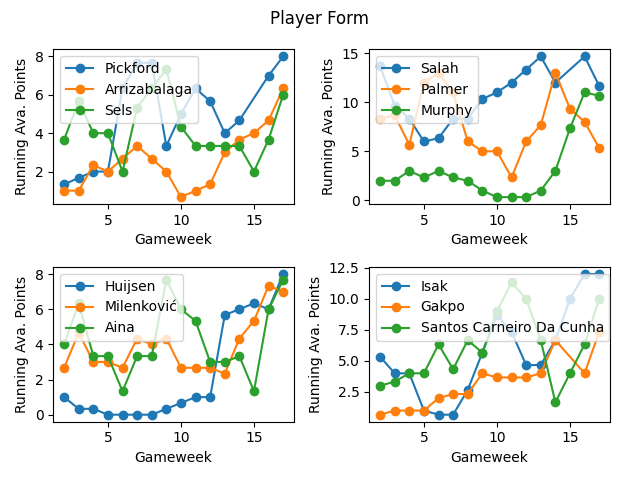 Player Form
Running Ava. Points
8
6
4
2
Pickford
Arrizabalaga
Sels
5
10
15
Gameweek
Running Ava. Points
15
10
5
0
Salah
Palmer
Murphy
5
10
15
Gameweek
Running Ava. Points
8
6
4
2
0
Huijsen
Milenković
Aina
5
10
15
Gameweek
Running Ava. Points
12.5
10.0
7.5
5.0
2.5
Isak
Gakpo
Santos Carneiro Da Cunha
5
10
15
Gameweek